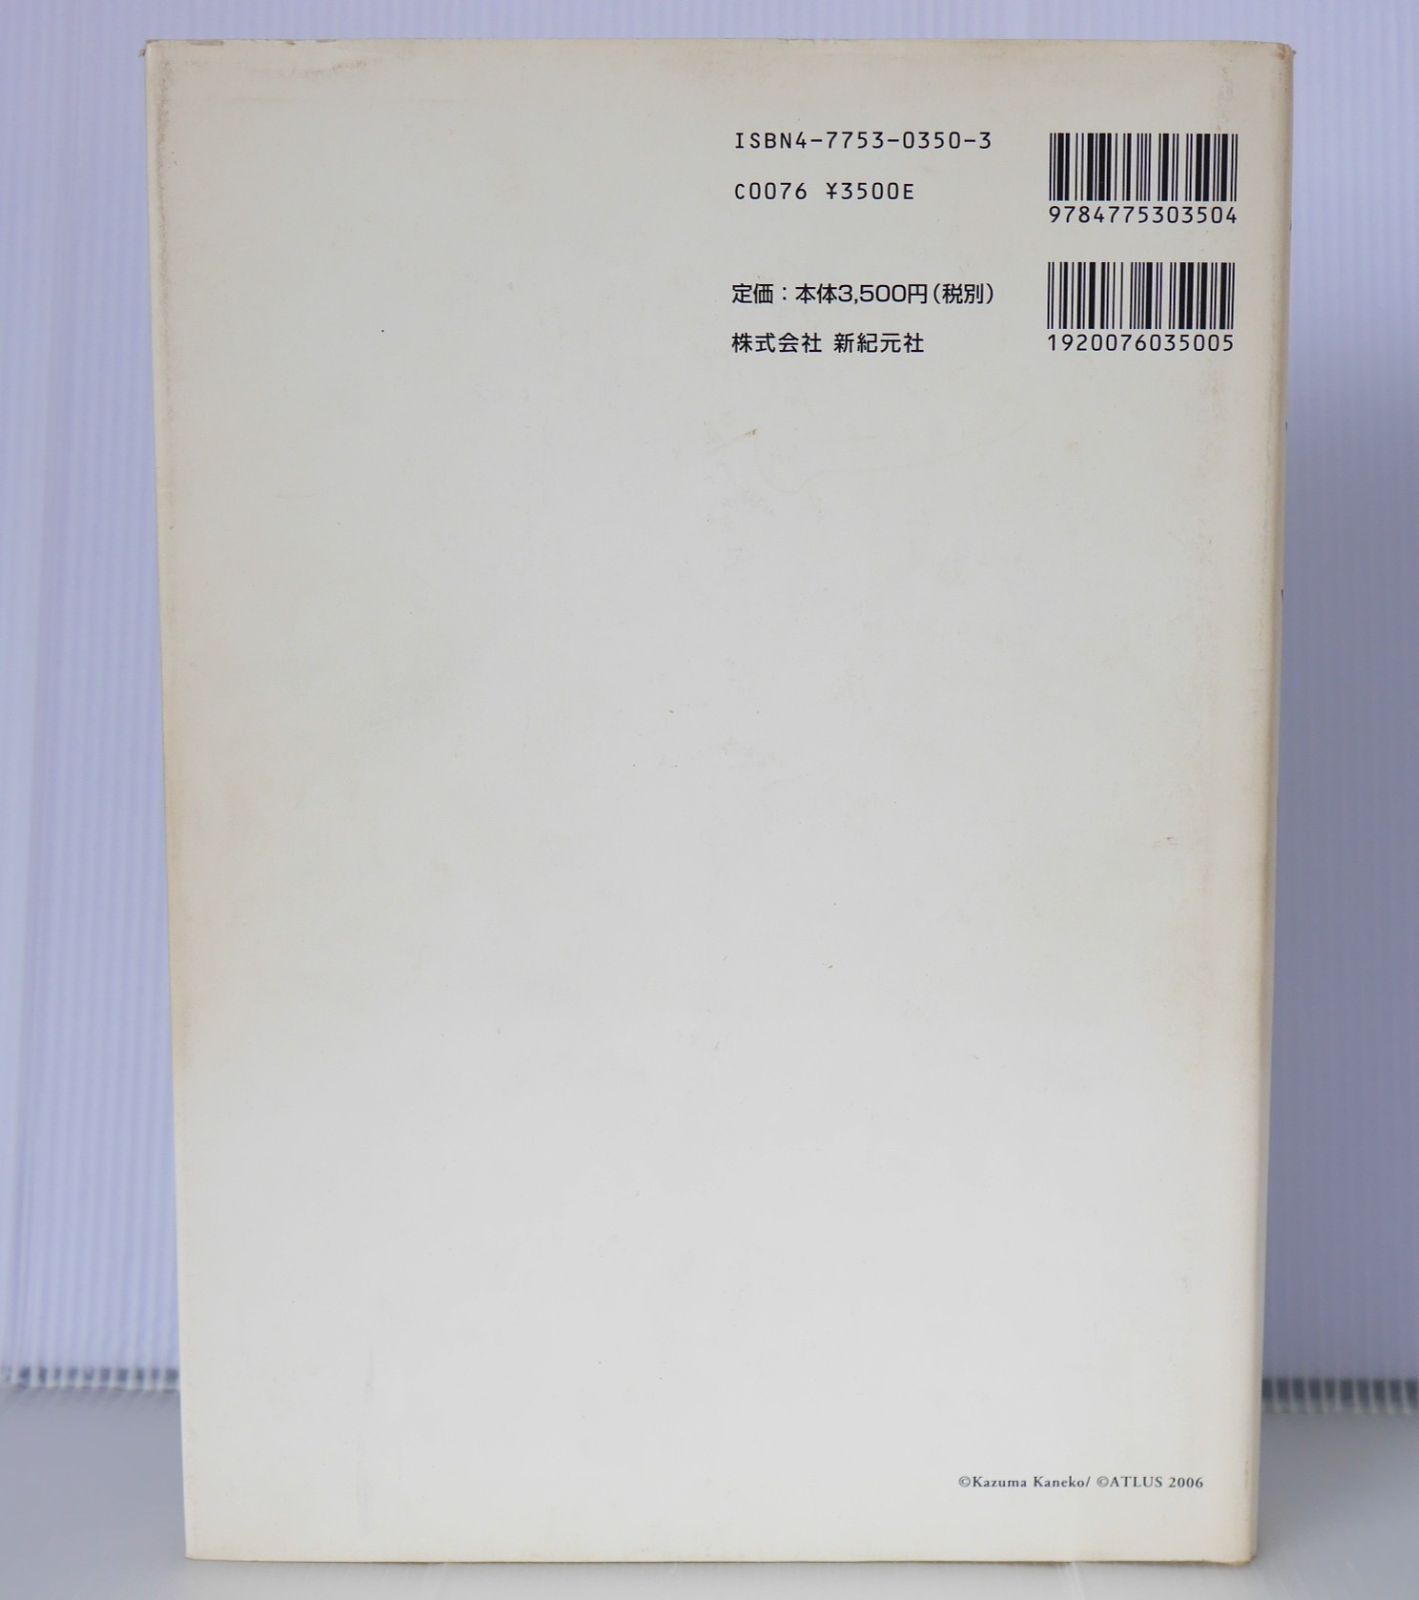 ISBN4-7753-0350-3
C0076 ¥3500E
9784775303504
定価：本体3,500円（税別）
株式会社 新紀元社
1920076035005
©Kazuma Kaneko/ ©ATLUS 2006